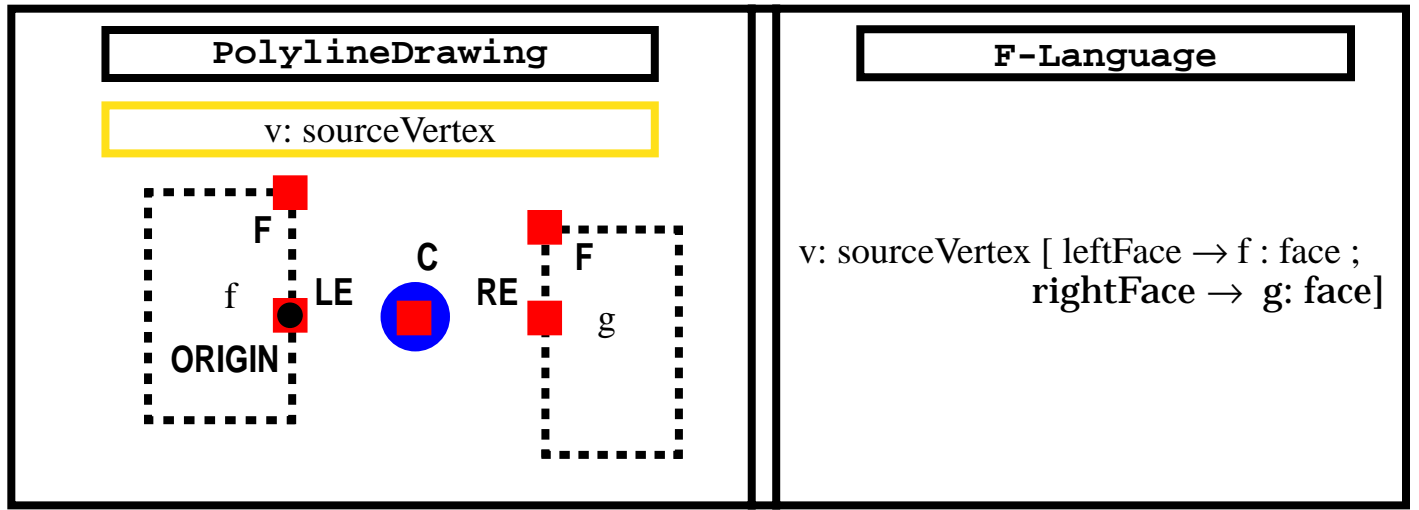 PolylineDrawing
v: sourceVertex
F
C
F
f
LE
RE
g
ORIGIN
F-Language
v: sourceVertex [ leftFace → f : face ;
rightFace → g: face]